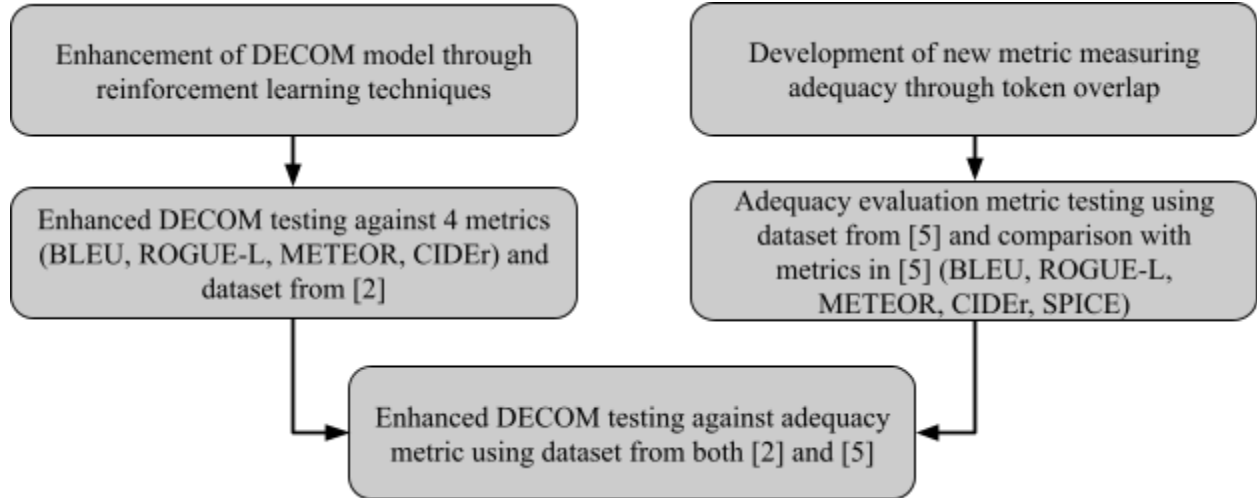 Enhancement of DECOM model through
reinforcement learning techniques
Development of new metric measuring
adequacy through token overlap
Enhanced DECOM testing against 4 metrics
(BLEU, ROGUE-L, METEOR, CIDEr) and
dataset from [2]
Adequacy evaluation metric testing using
dataset from [5] and comparison with
metrics in [5] (BLEU, ROGUE-L,
METEOR, CIDEr, SPICE)
Enhanced DECOM testing against adequacy
metric using dataset from both [2] and [5]